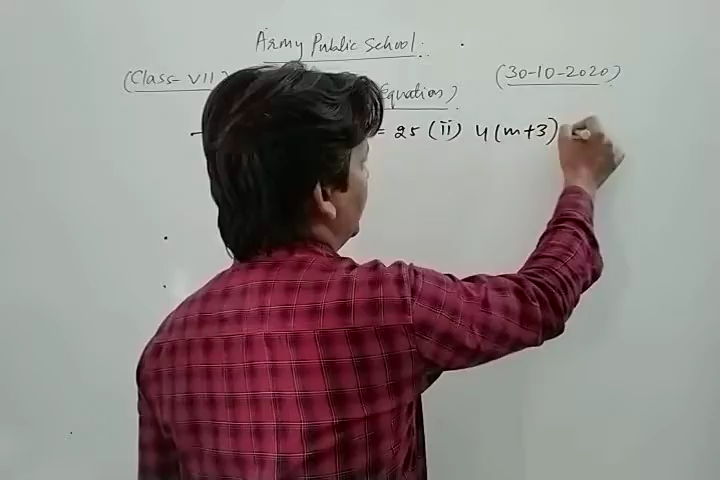 Army Public School
(Class- VII) (30-10-2020)
Equation)
= 25 (ii) 4(m+3)